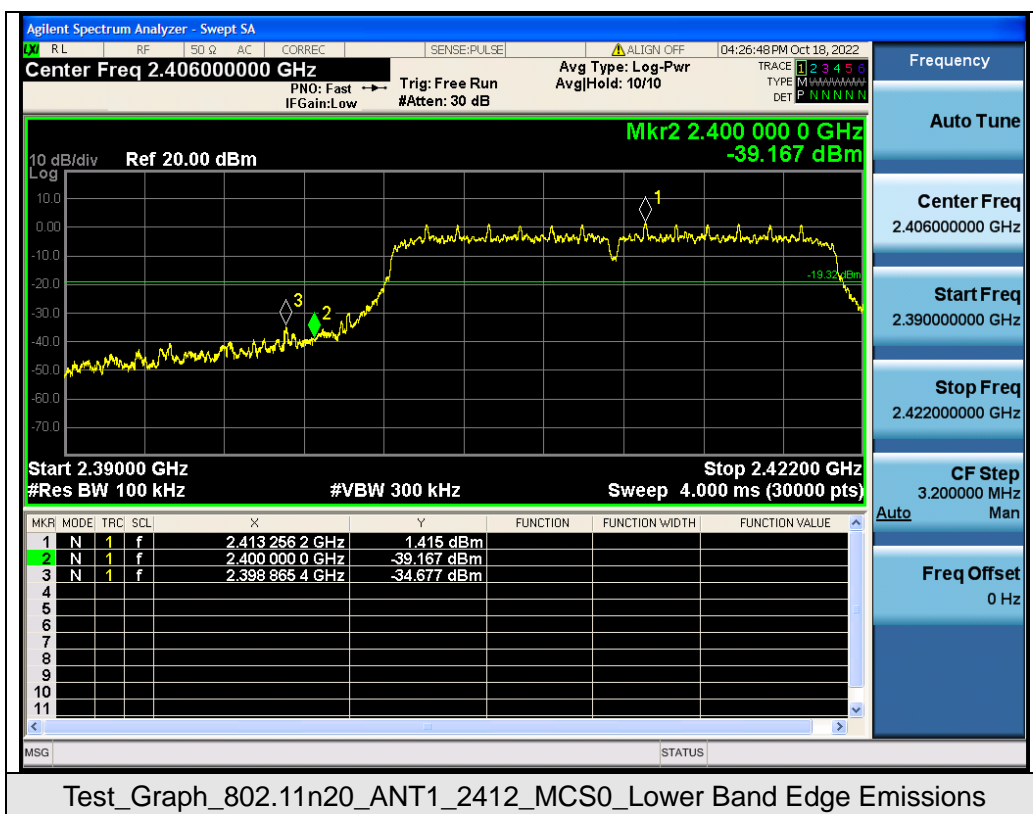 Agilent Spectrum Analyzer - Swept SA
LXI RL RF 50 Ω AC CORREC SENSE:PULSE ALIGN OFF 04:26:48 PM Oct 18, 2022
Center Freq 2.406000000 GHz
PNO: Fast
IFGain:Low
Trig: Free Run
#Atten: 30 dB
Avg Type: Log-Pwr
Avg|Hold: 10/10
TRACE 1 2 3 4 5 6
TYPE M WWWWW
DET P N N N N N
Mkr2 2.400 000 0 GHz
-39.167 dBm
10 dB/div Ref 20.00 dBm
Log
10.0
0.00
-10.0
-20.0
-30.0
-40.0
-50.0
-60.0
-70.0
1
2
3
-19.32 dBm
Start 2.39000 GHz Stop 2.42200 GHz
#Res BW 100 kHz #VBW 300 kHz Sweep 4.000 ms (30000 pts)
MKR MODE TRC SCL X Y FUNCTION FUNCTION WIDTH FUNCTION VALUE
1 N 1 f 2.413 256 2 GHz 1.415 dBm
2 N 1 f 2.400 000 0 GHz -39.167 dBm
3 N 1 f 2.398 865 4 GHz -34.677 dBm
4
5
6
7
8
9
10
11
MSG STATUS
Frequency
Auto Tune
Center Freq
2.406000000 GHz
Start Freq
2.390000000 GHz
Stop Freq
2.422000000 GHz
CF Step
3.200000 MHz
Auto Man
Freq Offset
0 Hz
Test_Graph_802.11n20_ANT1_2412_MCS0_Lower Band Edge Emissions